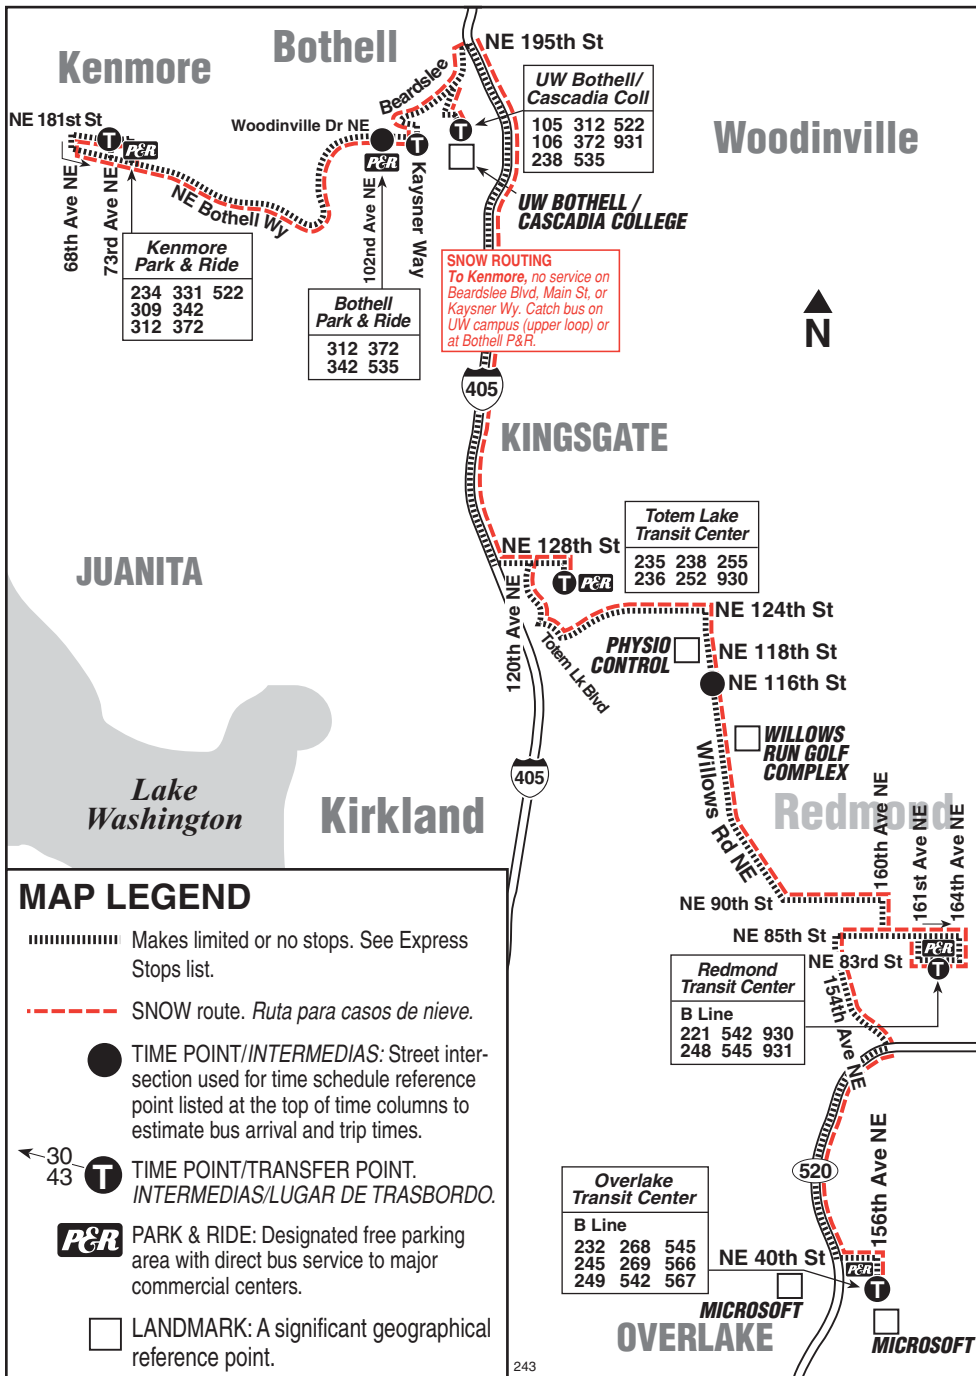 Bothell
NE 195th St
Kenmore
Beardslee
UW Bothell/
Cascadia Coll
105 312 522
106 372 931
238 535
NE 181st St
T
P&R
Woodinville Dr NE
P&R
T
T
Woodinville
68th Ave NE
73rd Ave NE
NE Bothell Wy
102nd Ave NE
Kaysner Way
UW BOTHELL /
CASCADIA COLLEGE
Kenmore
Park & Ride
234 331 522
309 342
312 372
Bothell
Park & Ride
312 372
342 535
SNOW ROUTING
To Kenmore, no service on
Beardslee Blvd, Main St, or
Kaysner Wy. Catch bus on
UW campus (upper loop) or
at Bothell P&R.
N
405
KINGSGATE
NE 128th St
T
P&R
Totem Lake
Transit Center
235 238 255
236 252 930
JUANITA
120th Ave NE
Totem Lk Blvd
NE 124th St
PHYSIO
CONTROL
NE 118th St
NE 116th St
WILLOWS
RUN GOLF
COMPLEX
Willows Rd NE
405
Lake
Washington
Kirkland
Redmond
160th Ave NE
161st Ave NE
164th Ave NE
NE 90th St
NE 85th St
NE 83rd St
P&R
T
Redmond
Transit Center
B Line
221 542 930
248 545 931
154th Ave NE
520
156th Ave NE
Overlake
Transit Center
B Line
232 268 545
245 269 566
249 542 567
NE 40th St
P&R
T
MICROSOFT
OVERLAKE
MICROSOFT
MAP LEGEND
Makes limited or no stops. See Express
Stops list.
SNOW route. Ruta para casos de nieve.
TIME POINT/INTERMEDIAS: Street inter-
section used for time schedule reference
point listed at the top of time columns to
estimate bus arrival and trip times.
30
43
T
TIME POINT/TRANSFER POINT.
INTERMEDIAS/LUGAR DE TRASBORDO.
P&R
PARK & RIDE: Designated free parking
area with direct bus service to major
commercial centers.
LANDMARK: A significant geographical
reference point.
243